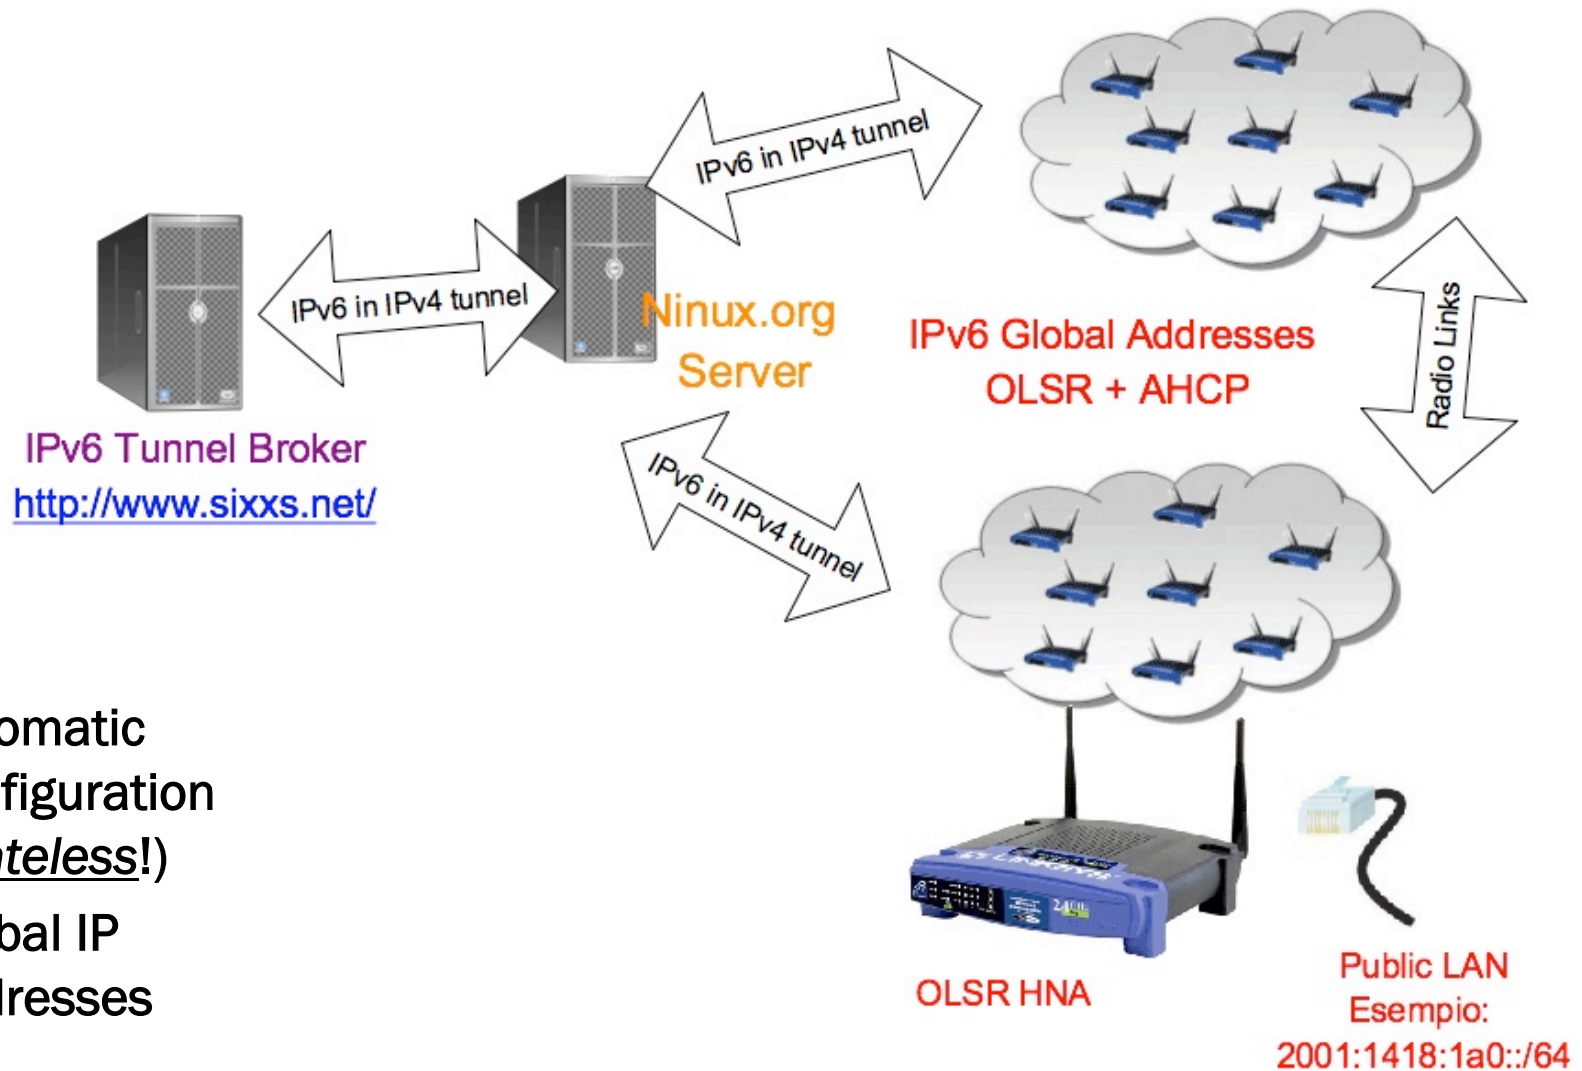 IPv6 in IPv4 tunnel
IPv6 in IPv4 tunnel
Ninux.org
Server
IPv6 Global Addresses
OLSR + AHCP
Radio Links
IPv6 Tunnel Broker
http://www.sixxs.net/
IPv6 in IPv4 tunnel
omatic
figuration
teless!)
bal IP
dresses
OLSR HNA
Public LAN
Esempio:
2001:1418:1a0::/64